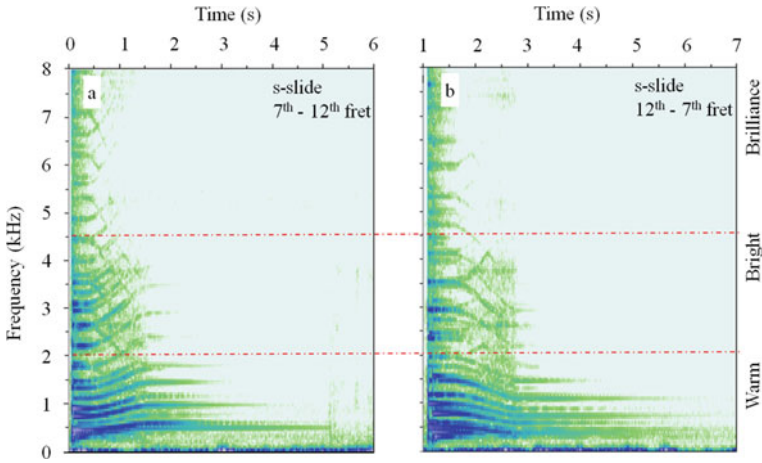 Time (s)
Time (s)
0 1 2 3 4 5 6
1 2 3 4 5 6 7
8
7
6
5
4
3
2
1
0
Frequency (kHz)
a
s-slide
7th - 12th fret
b
s-slide
12th - 7th fret
Brilliance
Bright
Warm